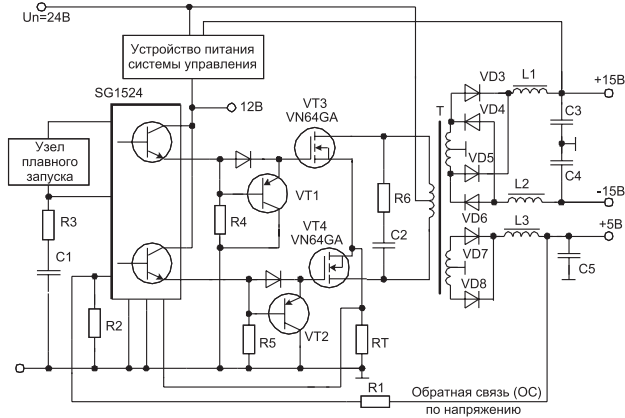 Uп=24В
Устройство питания
системы управления
SG1524
12В
VT3
VN64GA
T
VD3
L1
+15В
VD4
C3
Узел
плавного
запуска
VD5
C4
R3
R4
VT1
R6
L2
-15В
VT4
VN64GA
VD6
L3
+5В
C1
C2
VD7
C5
VD8
R2
R5
VT2
RT
R1
Обратная связь (ОС)
по напряжению